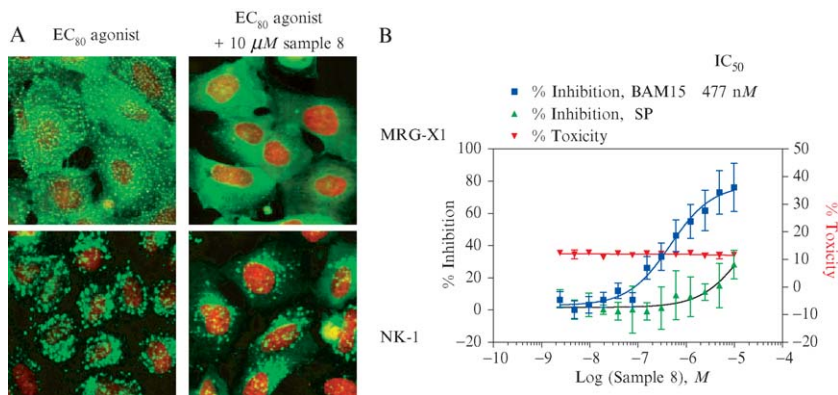 A
EC80 agonist
EC80 agonist
+ 10 μM sample 8
B
IC50
% Inhibition, BAM15 477 nM
% Inhibition, SP
% Toxicity
MRG-X1
NK-1
% Inhibition
100
80
60
40
20
0
−20
% Toxicity
50
40
30
20
10
0
−10
−20
−10 −9 −8 −7 −6 −5 −4
Log (Sample 8), M